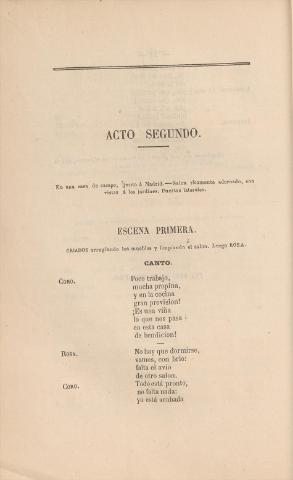 ACTO SEGUNDO.
En una casa de campo, junto á Madrid.—Salon ricamente adornado, con
vistas á los jardines. Puertas laterales.
ESCENA PRIMERA.
CRIADOS arreglando los muebles y limpiando el salon. Luego ROSA.
CANTO.
CORO. Poco trabajo,
mucha propina,
y en la cocina
gran provision!
¡Es una viña
lo que nos pasa
en esta casa
de bendicion!
—
ROSA. No hay que dormirse,
vamos, con brio:
falta el avío
de otro salon.
CORO. Todo está pronto,
no falta nada:
ya está acabada